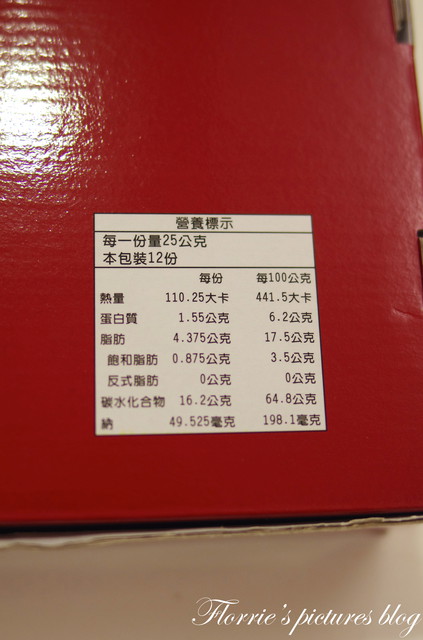 營養標示
每一份量25公克
本包裝12份
每份 每100公克
熱量 110.25大卡 441.5大卡
蛋白質 1.55公克 6.2公克
脂肪 4.375公克 17.5公克
飽和脂肪 0.875公克 3.5公克
反式脂肪 0公克 0公克
碳水化合物 16.2公克 64.8公克
納 49.525毫克 198.1毫克
Florrie's pictures blog